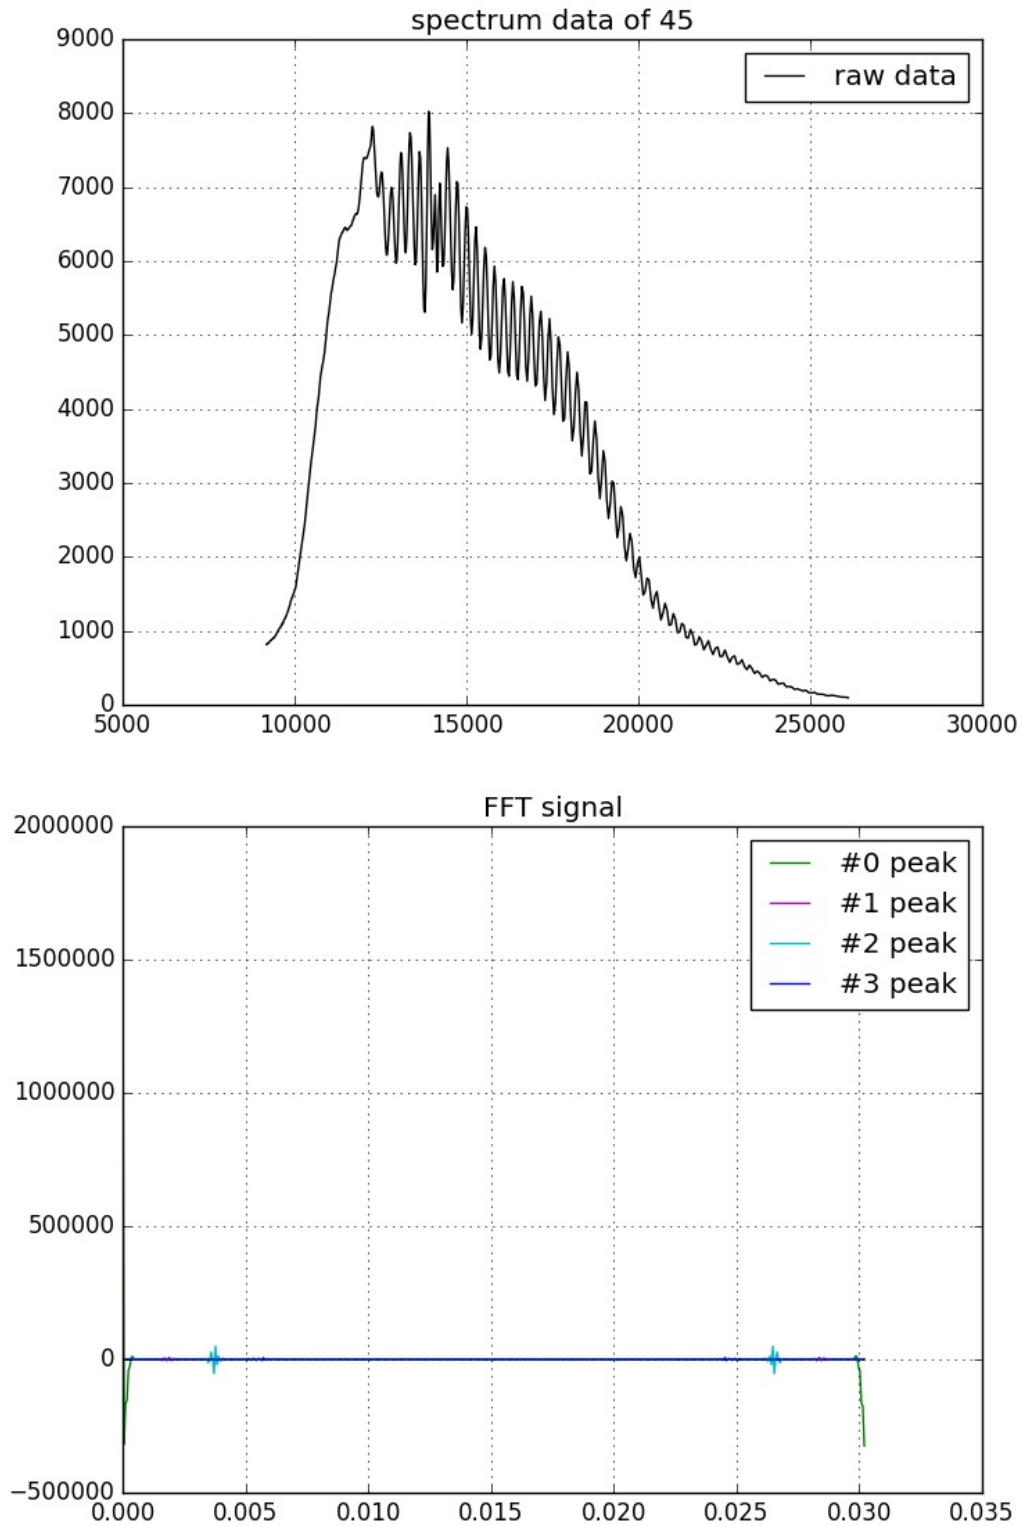 spectrum data of 45
9000
8000
7000
6000
5000
4000
3000
2000
1000
0
raw data
5000 10000 15000 20000 25000 30000
FFT signal
2000000
1500000
1000000
500000
0
−500000
#0 peak
#1 peak
#2 peak
#3 peak
0.000 0.005 0.010 0.015 0.020 0.025 0.030 0.035